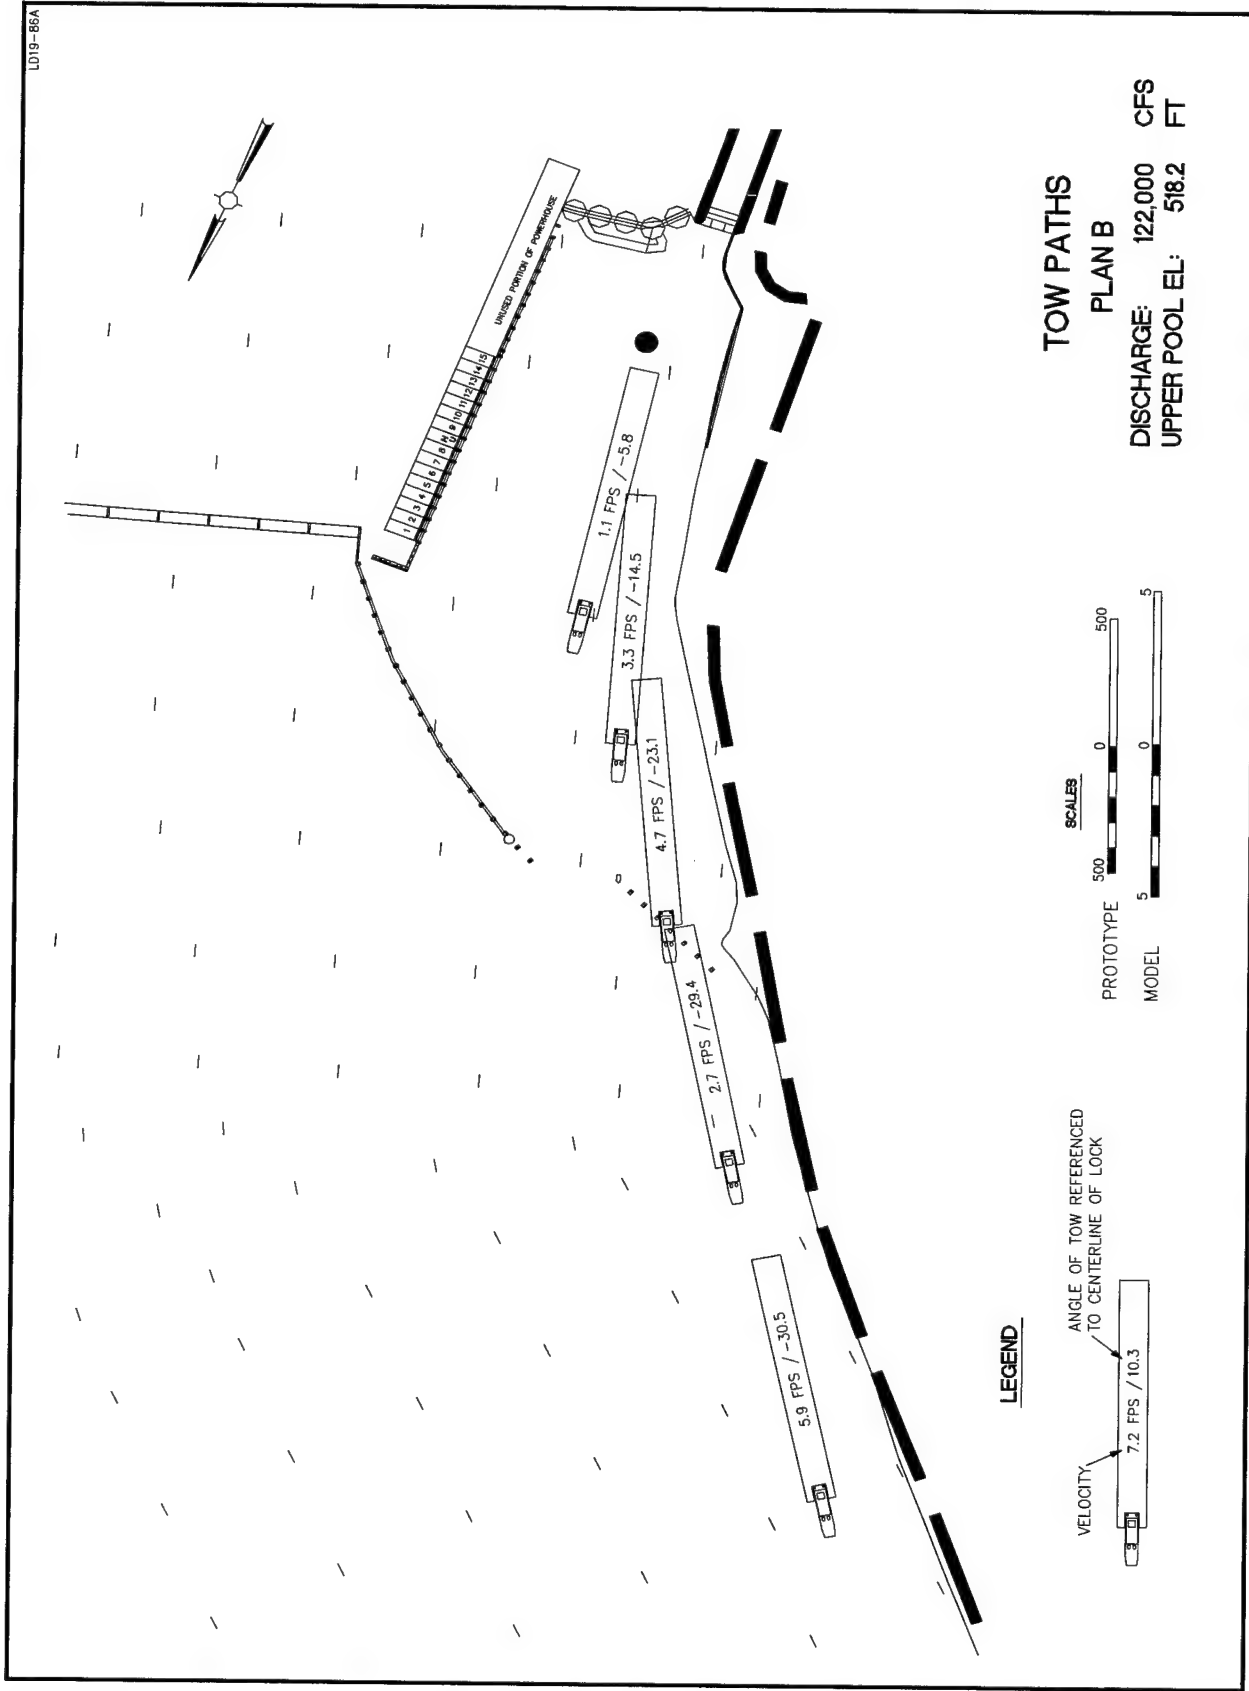 LD19-86A
UNUSED PORTION OF POWERHOUSE
1 2 3 4 5 6 7 8 9 10 11 12 13 14 15
1.1 FPS / -5.8
3.3 FPS / -14.5
4.7 FPS / -23.1
2.7 FPS / -29.4
5.9 FPS / -30.5
LEGEND
VELOCITY
ANGLE OF TOW REFERENCED
TO CENTERLINE OF LOCK
7.2 FPS / 10.3
SCALES
PROTOTYPE 500 0 500
MODEL 5 0 5
TOW PATHS
PLAN B
DISCHARGE: 122,000 CFS
UPPER POOL EL: 518.2 FT